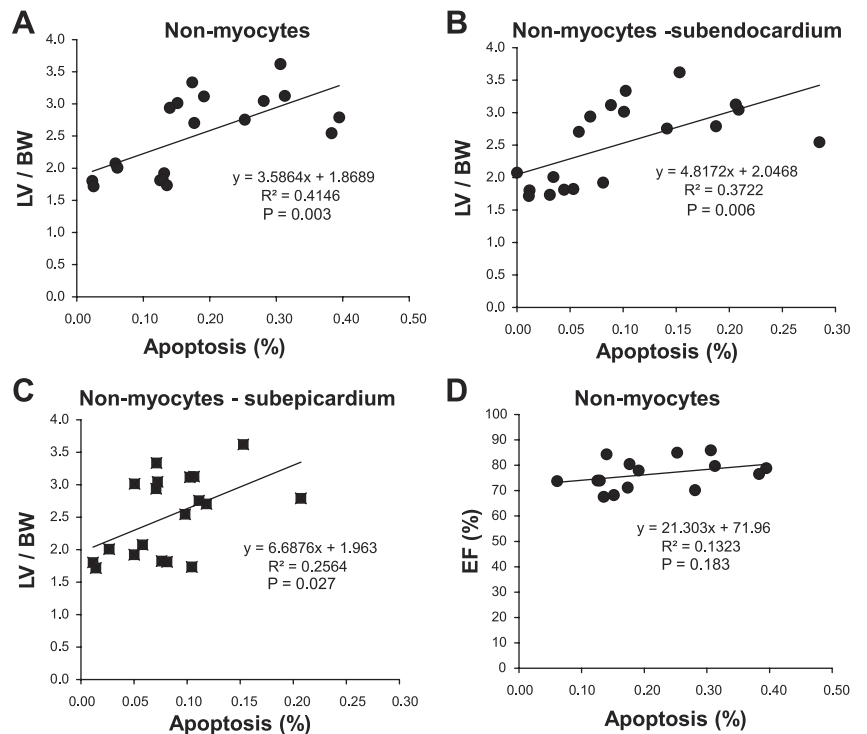 A
Non-myocytes
4.0
3.5
3.0
2.5
2.0
1.5
1.0
0.5
0.0
LV / BW
y = 3.5864x + 1.8689
R² = 0.4146
P = 0.003
0.00 0.10 0.20 0.30 0.40 0.50
Apoptosis (%)
B
Non-myocytes -subendocardium
4.0
3.5
3.0
2.5
2.0
1.5
1.0
0.5
0.0
LV / BW
y = 4.8172x + 2.0468
R² = 0.3722
P = 0.006
0.00 0.05 0.10 0.15 0.20 0.25 0.30
Apoptosis (%)
C
Non-myocytes - subepicardium
4.0
3.5
3.0
2.5
2.0
1.5
1.0
0.5
0.0
LV / BW
y = 6.6876x + 1.963
R² = 0.2564
P = 0.027
0.00 0.05 0.10 0.15 0.20 0.25 0.30
Apoptosis (%)
D
Non-myocytes
100
90
80
70
60
50
40
30
20
10
0
EF (%)
y = 21.303x + 71.96
R² = 0.1323
P = 0.183
0.00 0.10 0.20 0.30 0.40 0.50
Apoptosis (%)